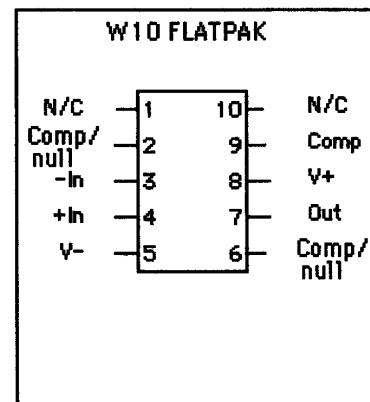 W10 FLATPAK
N/C 1 10 N/C
Comp/
null 2 9 Comp
-In 3 8 V+
+In 4 7 Out
V- 5 6 Comp/
null